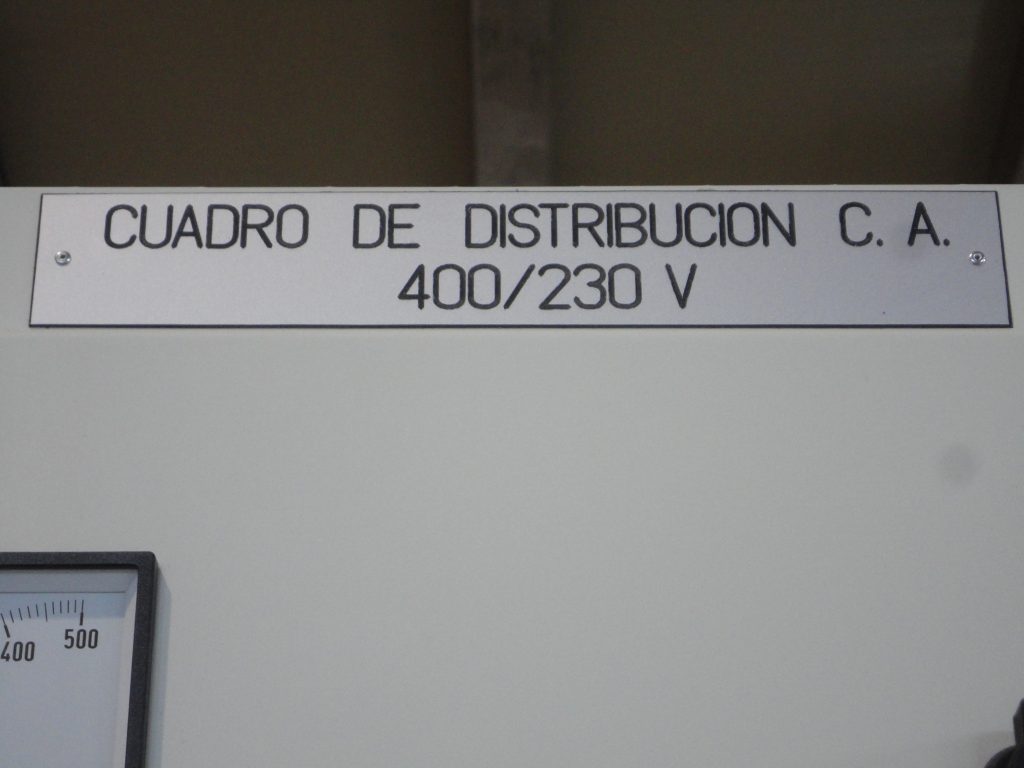 CUADRO DE DISTRIBUCION C. A.
400/230 V
400 500